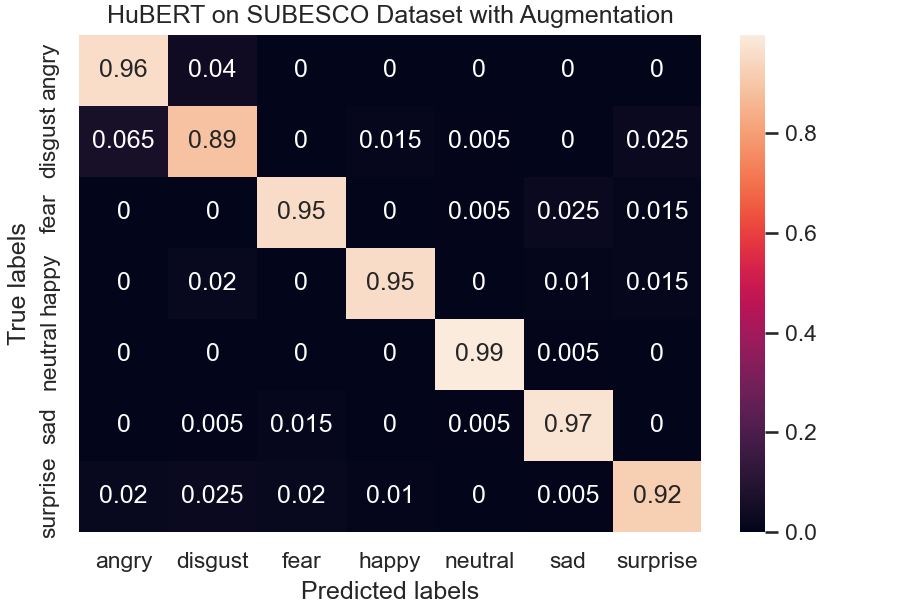 HuBERT on SUBESCO Dataset with Augmentation
angry 0.96 0.04 0 0 0 0 0
disgust 0.065 0.89 0 0.015 0.005 0 0.025
fear 0 0 0.95 0 0.005 0.025 0.015
happy 0 0.02 0 0.95 0 0.01 0.015
neutral 0 0 0 0 0.99 0.005 0
sad 0 0.005 0.015 0 0.005 0.97 0
surprise 0.02 0.025 0.02 0.01 0 0.005 0.92
angry disgust fear happy neutral sad surprise
Predicted labels
True labels
0.8
0.6
0.4
0.2
0.0